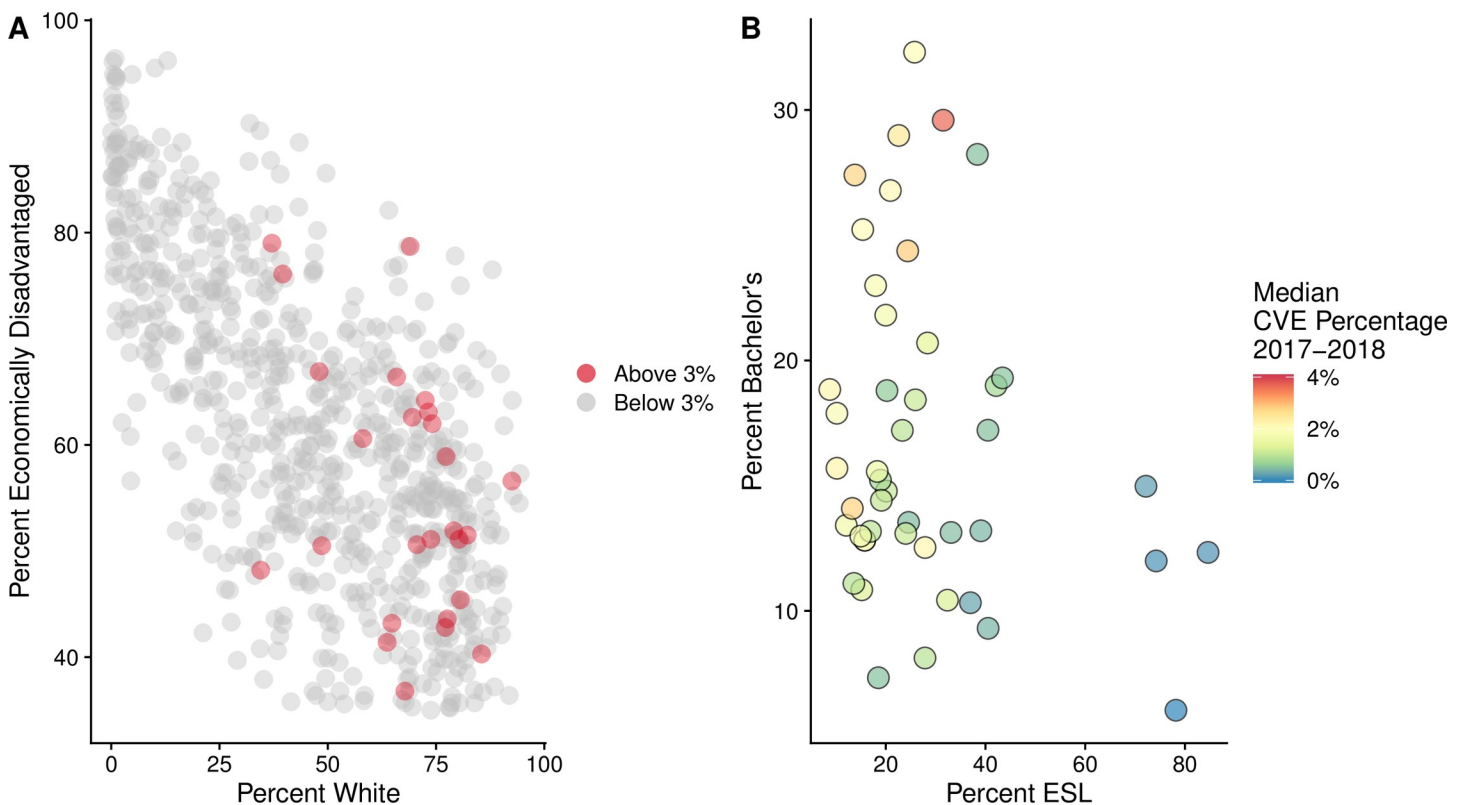 A
100
80
60
40
Percent Economically Disadvantaged
0
25
50
75
100
Percent White
Above 3%
Below 3%
B
30
20
10
Percent Bachelor's
20
40
60
80
Percent ESL
Median
CVE Percentage
2017–2018
4%
2%
0%